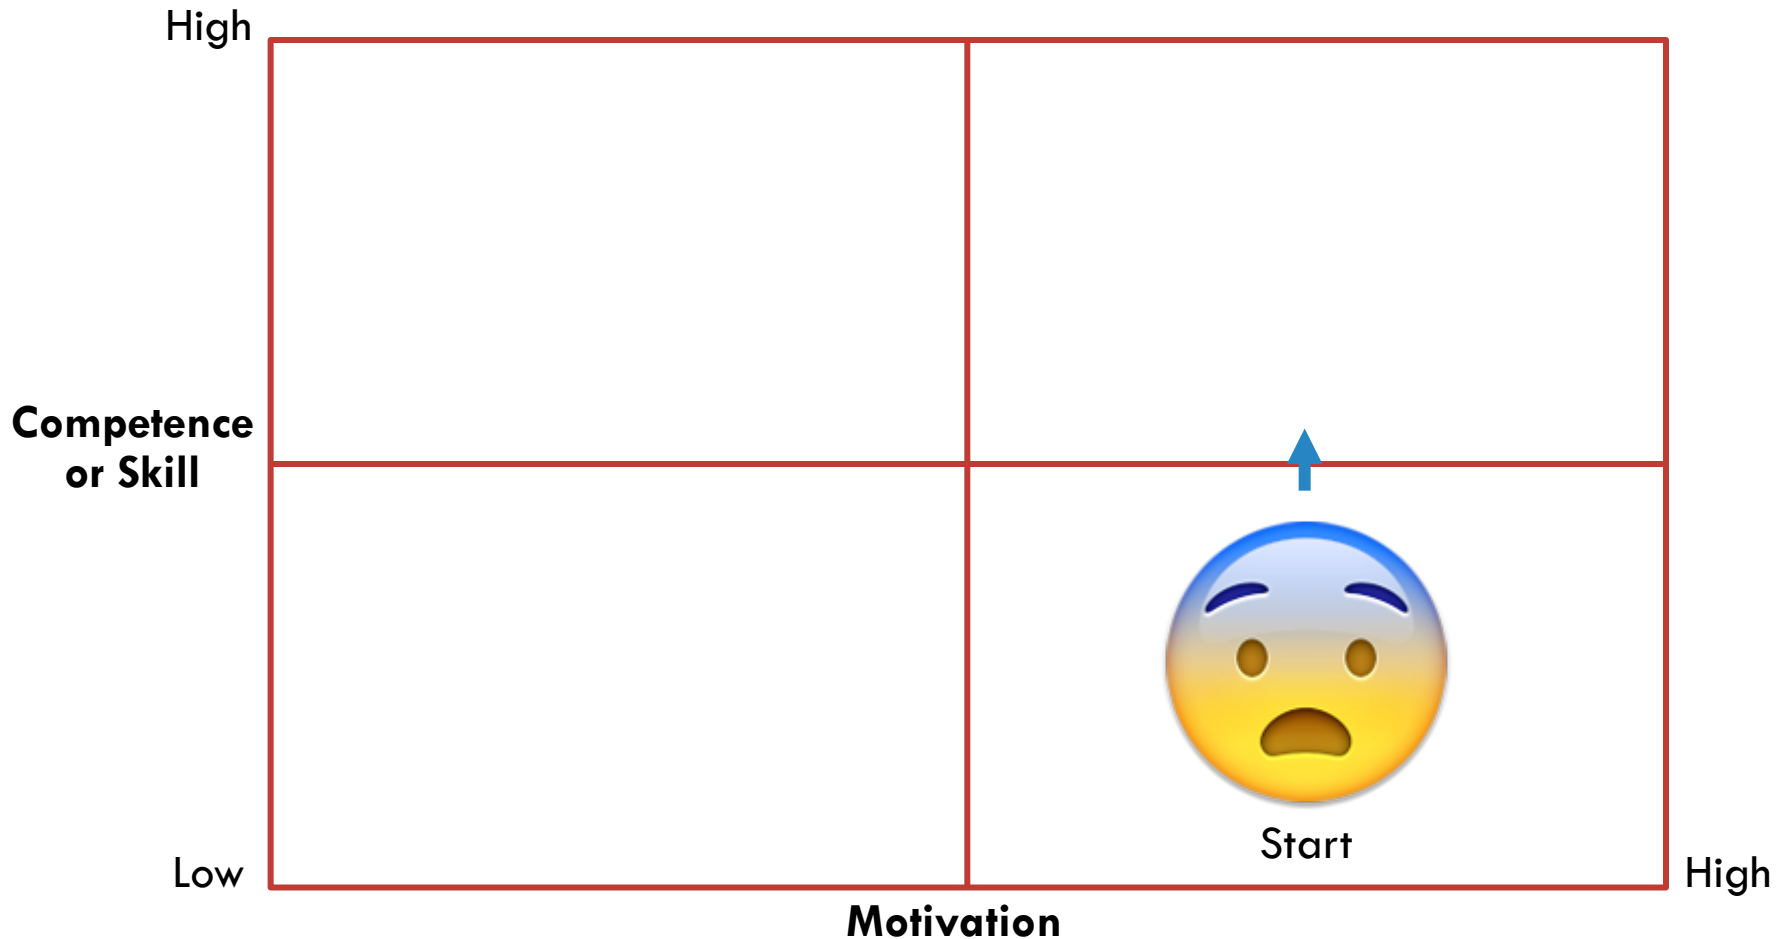 High
Competence
or Skill
Start
Low
High
Motivation